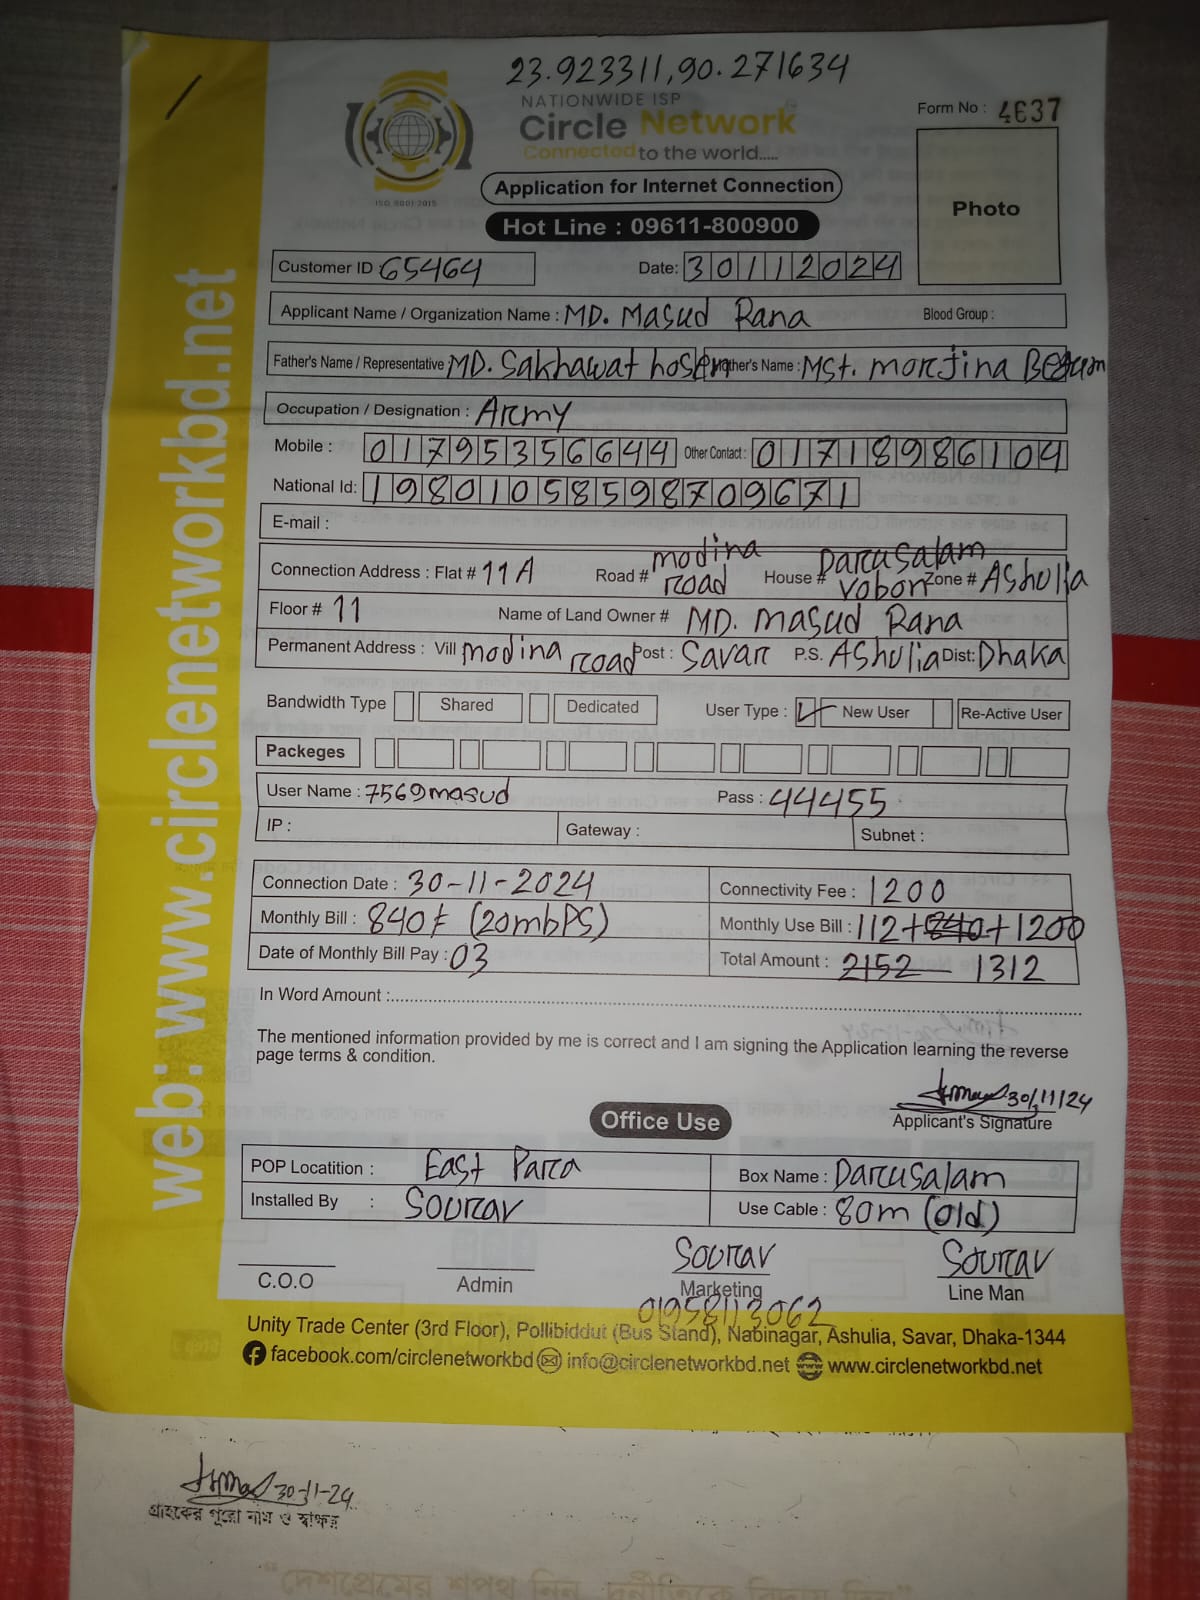 23.923311,90.271634
NATIONWIDE ISP
Circle Network
Connected to the world.....
ISO 9001:2015
Form No : 4637
Application for Internet Connection
Hot Line : 09611-800900
Photo
Customer ID 65464 Date: 30112024
Applicant Name / Organization Name : MD. Masud Rana Blood Group :
Father's Name / Representative MD. Sakhawat hosen Mother's Name : Mst. morjina Begum
Occupation / Designation : Army
Mobile : 01795356644 Other Contact : 01718986104
National Id: 19801058598709671
E-mail :
Connection Address : Flat # 11A Road # modina road House # Darusalam vobon Zone # Ashulia
Floor # 11 Name of Land Owner # MD. masud Rana
Permanent Address : Vill modina road Post : Savar P.S. Ashulia Dist: Dhaka
Bandwidth Type Shared Dedicated User Type : New User Re-Active User
Packeges
User Name : 7569masud Pass : 44455
IP : Gateway : Subnet :
Connection Date : 30-11-2024 Connectivity Fee : 1200
Monthly Bill : 840৳ (20mbPS) Monthly Use Bill : 112+840+1200
Date of Monthly Bill Pay : 03 Total Amount : 2152 1312
In Word Amount :
The mentioned information provided by me is correct and I am signing the Application learning the reverse
page terms & condition.
30/11/24
Applicant's Signature
Office Use
POP Locatition : East Para Box Name : Darusalam
Installed By : Sourav Use Cable : 80m (old)
Sourav Sourav
C.O.O Admin Marketing Line Man
01958113062
Unity Trade Center (3rd Floor), Pollibiddut (Bus Stand), Nabinagar, Ashulia, Savar, Dhaka-1344
facebook.com/circlenetworkbd info@circlenetworkbd.net www.circlenetworkbd.net
web: www.circlenetworkbd.net
30-11-24
গ্রাহকের পূরো নাম ও স্বাক্ষর
"দেশপ্রেমের শপথ নিন, দুর্নীতিকে বিদায় দিন"